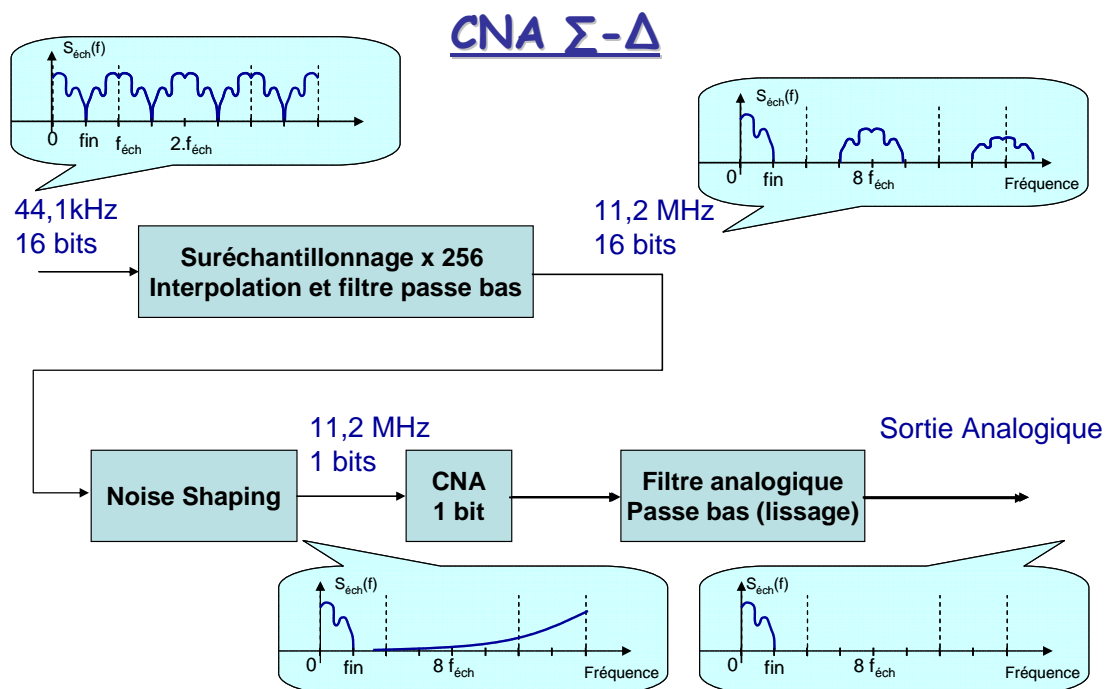 CNA Σ-Δ
Séch(f)
0 fin féch 2.féch
Séch(f)
0 fin 8 féch Fréquence
44,1kHz
16 bits
Suréchantillonnage x 256
Interpolation et filtre passe bas
11,2 MHz
16 bits
11,2 MHz
1 bits
Sortie Analogique
Noise Shaping
CNA
1 bit
Filtre analogique
Passe bas (lissage)
Séch(f)
0 fin 8 féch Fréquence
Séch(f)
0 fin 8 féch Fréquence